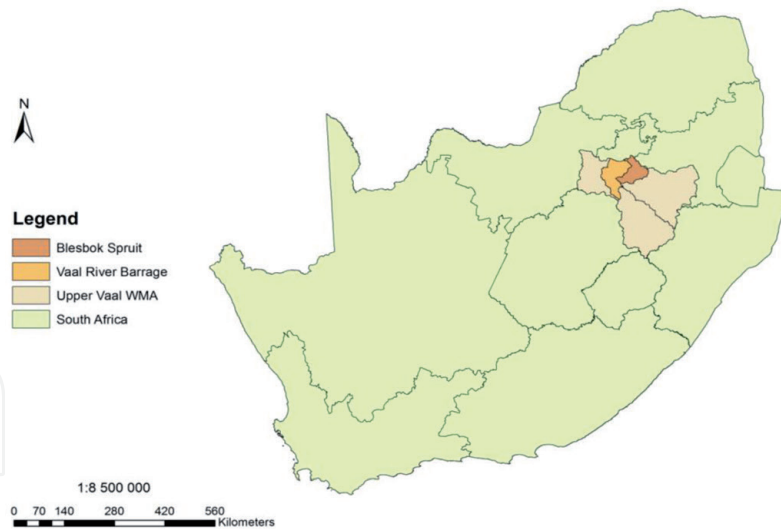 N
Legend
Blesbok Spruit
Vaal River Barrage
Upper Vaal WMA
South Africa
1:8 500 000
0 70 140 280 420 560
Kilometers